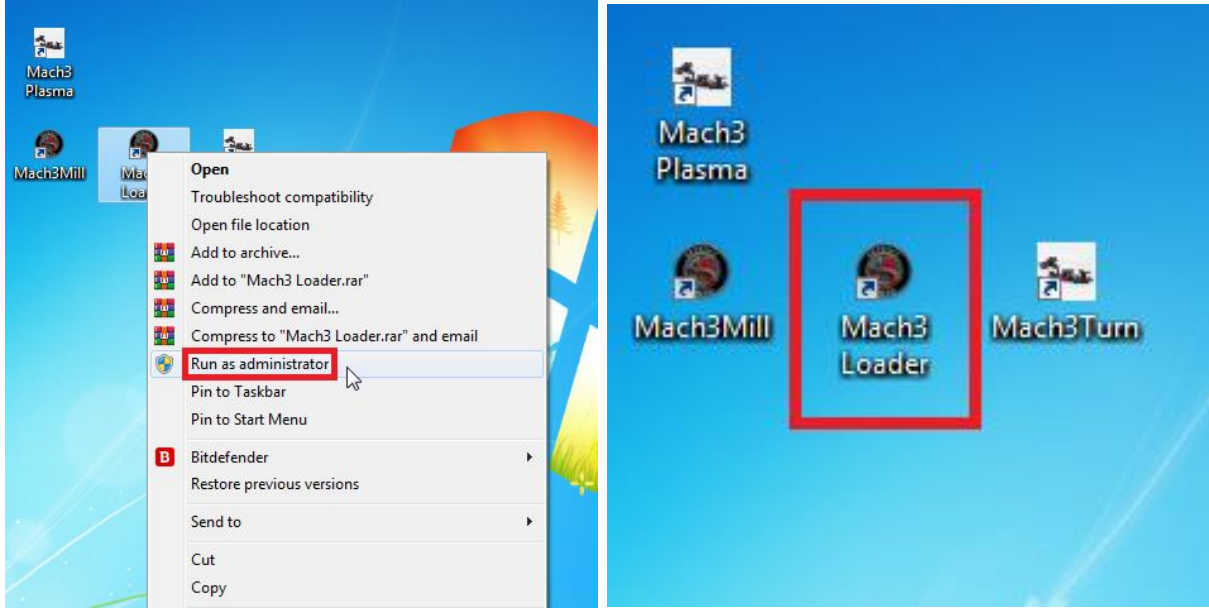 Mach3
Plasma
Mach3Mill
Open
Troubleshoot compatibility
Open file location
Add to archive...
Add to "Mach3 Loader.rar"
Compress and email...
Compress to "Mach3 Loader.rar" and email
Run as administrator
Pin to Taskbar
Pin to Start Menu
B Bitdefender
Restore previous versions
Send to
Cut
Copy
Mach3
Plasma
Mach3Mill
Mach3
Loader
Mach3Turn